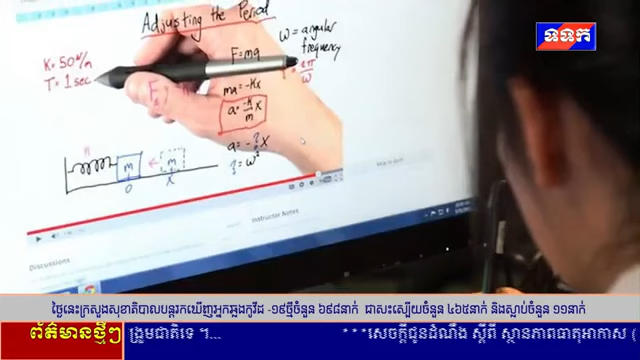 Adjusting the Period
ទទក
K = 50 N/m
T = 1 sec
F = ma
ma = -Kx
a = -K/m x
a = -? x
? = ω²
ω = angular
frequency
2π/ω
m
m
O
X
Discussions
Instructor Notes
ថ្ងៃនេះក្រសួងសុខាភិបាលបន្តរកឃើញអ្នកឆ្លងកូវីដ -១៩ថ្មីចំនួន ៦៩៨នាក់ ជាសះស្បើយចំនួន ៤៦៥នាក់ និងស្លាប់ចំនួន ១១នាក់
ព័ត៌មានថ្មីៗ
ង្រួមជាតិទេ ។... ***សេចក្តីជូនដំណឹង ស្តីពី ស្ថានភាពធាតុអាកាស